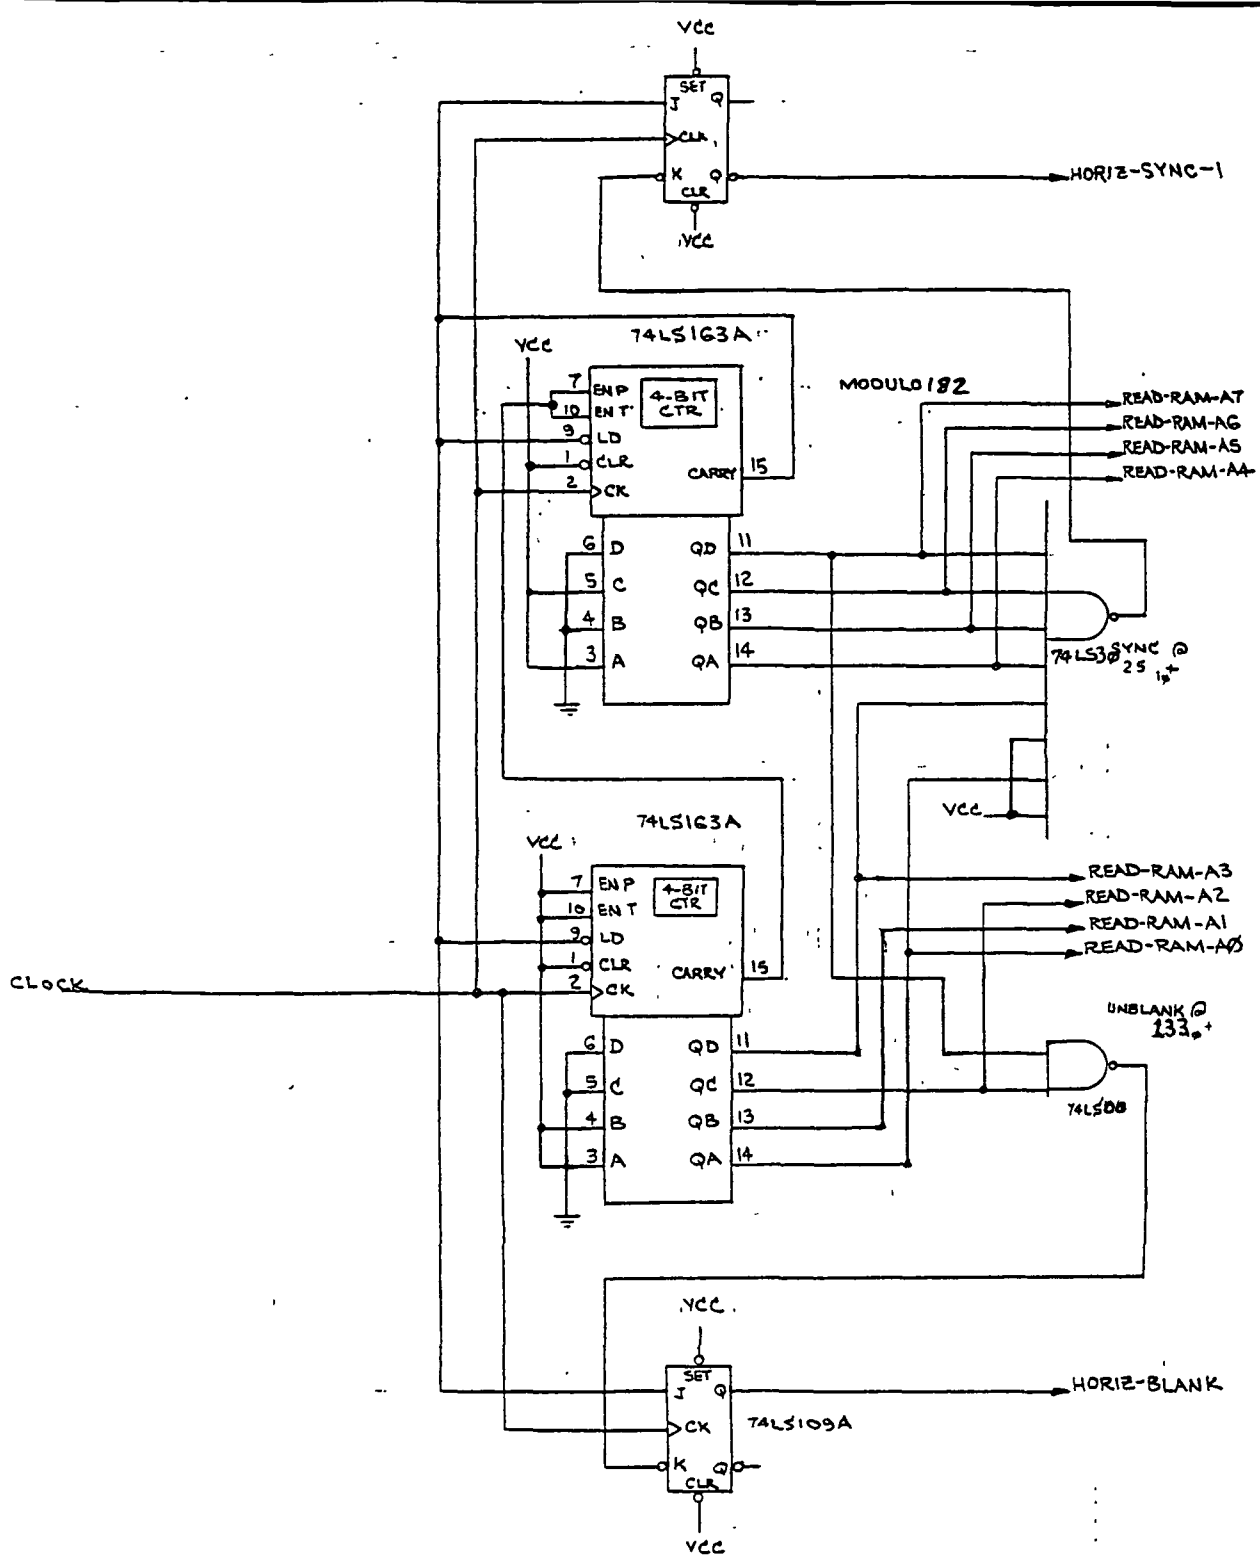 VCC
SET
J Q
CLK
K Q
HORIZ-SYNC-1
CLR
VCC
74LS163A
VCC
MODULO 182
7 ENP
4-BIT
CTR
10 ENT
9 LD
1 CLR
CARRY 15
2 CK
READ-RAM-A7
READ-RAM-A6
READ-RAM-A5
READ-RAM-A4
6 D QD 11
5 C QC 12
4 B QB 13
3 A QA 14
74LS30
SYNC @
25
VCC
74LS163A
VCC
7 ENP
4-BIT
CTR
10 ENT
9 LD
1 CLR
CARRY 15
2 CK
READ-RAM-A3
READ-RAM-A2
READ-RAM-A1
READ-RAM-A0
CLOCK
UNBLANK @
133
6 D QD 11
5 C QC 12
4 B QB 13
3 A QA 14
74LS00
VCC
SET
J Q
HORIZ-BLANK
CK
74LS109A
K Q
CLR
VCC